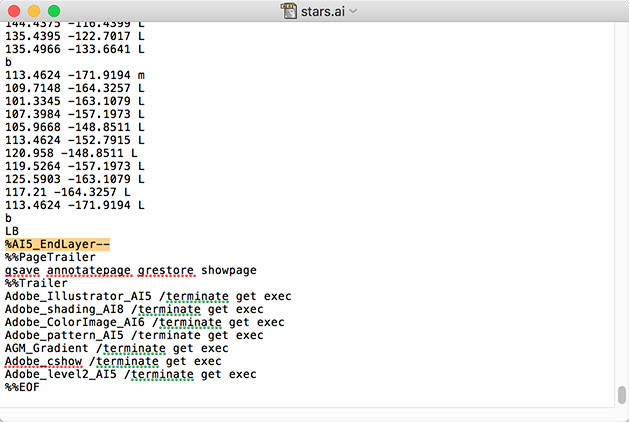 stars.ai
144.4375 -116.4399 L
135.4395 -122.7017 L
135.4966 -133.6641 L
b
113.4624 -171.9194 m
109.7148 -164.3257 L
101.3345 -163.1079 L
107.3984 -157.1973 L
105.9668 -148.8511 L
113.4624 -152.7915 L
120.958 -148.8511 L
119.5264 -157.1973 L
125.5903 -163.1079 L
117.21 -164.3257 L
113.4624 -171.9194 L
b
LB
%AI5_EndLayer--
%%PageTrailer
gsave annotatepage grestore showpage
%%Trailer
Adobe_Illustrator_AI5 /terminate get exec
Adobe_shading_AI8 /terminate get exec
Adobe_ColorImage_AI6 /terminate get exec
Adobe_pattern_AI5 /terminate get exec
AGM_Gradient /terminate get exec
Adobe_cshow /terminate get exec
Adobe_level2_AI5 /terminate get exec
%%EOF